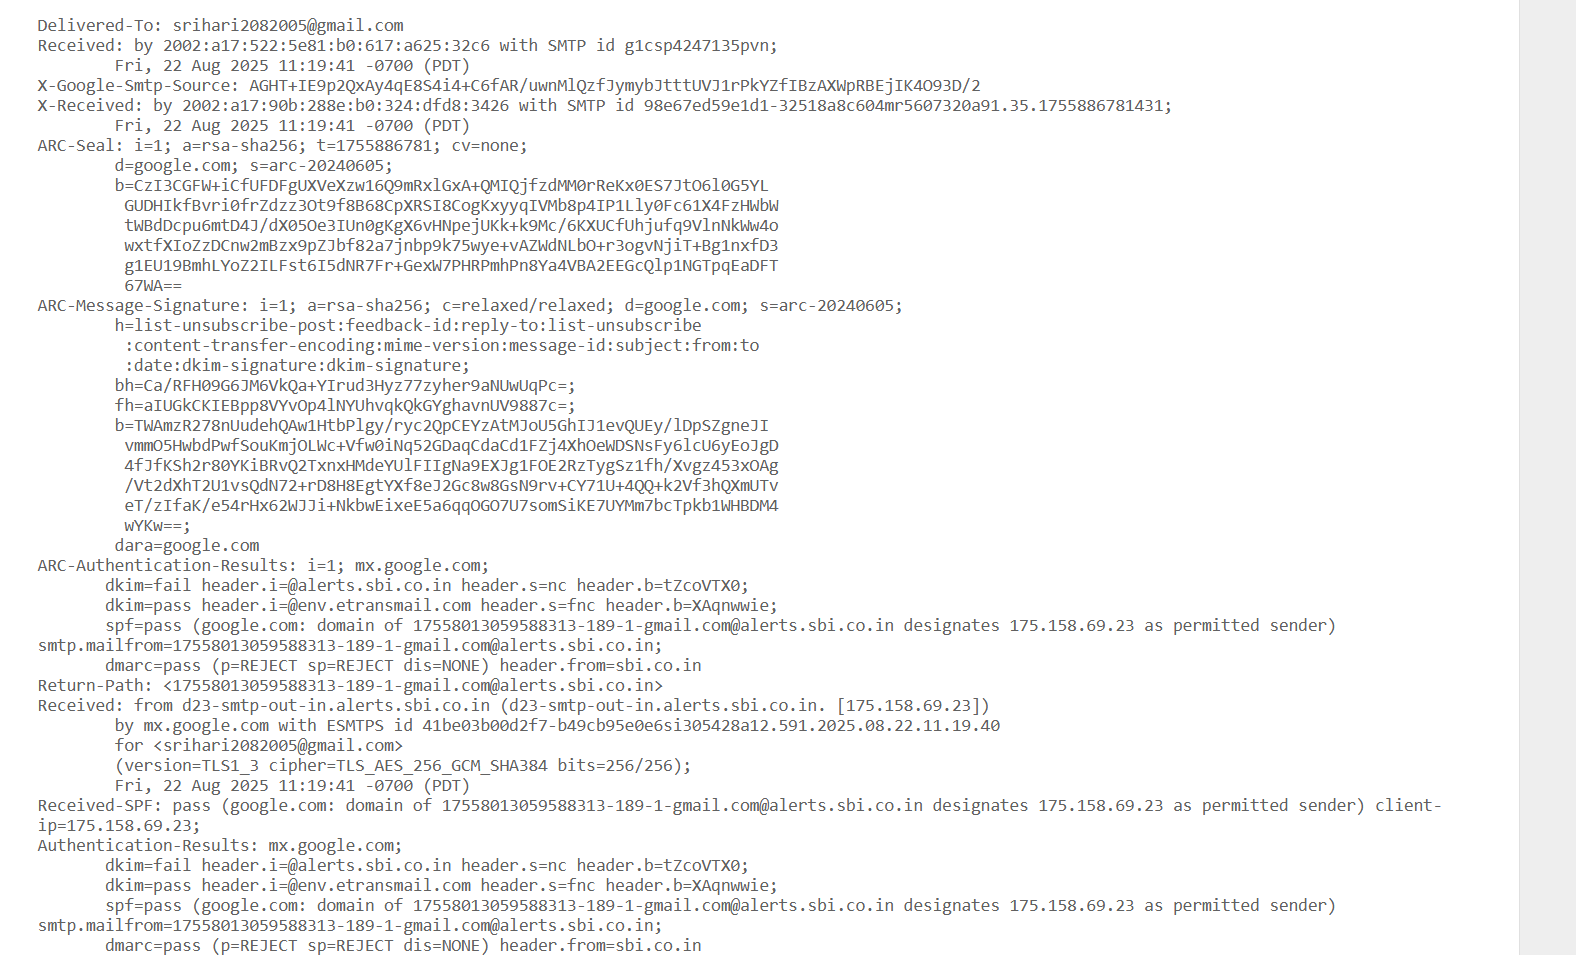 Delivered-To: srihari2082005@gmail.com
Received: by 2002:a17:522:5e81:b0:617:a625:32c6 with SMTP id g1csp4247135pvn;
Fri, 22 Aug 2025 11:19:41 -0700 (PDT)
X-Google-Smtp-Source: AGHT+IE9p2QxAy4qE8S4i4+C6fAR/uwnMlQzfJymybJtttUVJ1rPkYZfIBzAXWpRBEjIK4O93D/2
X-Received: by 2002:a17:90b:288e:b0:324:dfd8:3426 with SMTP id 98e67ed59e1d1-32518a8c604mr5607320a91.35.1755886781431;
Fri, 22 Aug 2025 11:19:41 -0700 (PDT)
ARC-Seal: i=1; a=rsa-sha256; t=1755886781; cv=none;
d=google.com; s=arc-20240605;
b=CzI3CGFW+iCfUFDFgUXVeXzw16Q9mRxlGxA+QMIQjfzdMM0rReKx0ES7JtO6l0G5YL
GUDHIkfBvri0frZdzz3Ot9f8B68CpXRSI8CogKxyyqIVMb8p4IP1Lly0Fc61X4FzHWbW
tWBdDcpu6mtD4J/dX05Oe3IUn0gKgX6vHNpejUKk+k9Mc/6KXUCfUhjufq9VlnNkWw4o
wxtfXIoZzDCnw2mBzx9pZJbf82a7jnbp9k75wye+vAZWdNLbO+r3ogvNjiT+Bg1nxfD3
g1EU19BmhLYoZ2ILFst6I5dNR7Fr+GexW7PHRPmhPn8Ya4VBA2EEGcQlp1NGTpqEaDFT
67WA==
ARC-Message-Signature: i=1; a=rsa-sha256; c=relaxed/relaxed; d=google.com; s=arc-20240605;
h=list-unsubscribe-post:feedback-id:reply-to:list-unsubscribe
:content-transfer-encoding:mime-version:message-id:subject:from:to
:date:dkim-signature:dkim-signature;
bh=Ca/RFH09G6JM6VkQa+YIrud3Hyz77zyher9aNUwUqPc=;
fh=aIUGkCKIEBpp8VYvOp4lNYUhvqkQkGYghavnUV9887c=;
b=TWAmzR278nUudehQAw1HtbPlgy/ryc2QpCEYzAtMJoU5GhIJ1evQUEy/lDpSZgneJI
vmmO5HwbdPwfSouKmjOLWc+Vfw0iNq52GDaqCdaCd1FZj4XhOeWDSNsFy6lcU6yEoJgD
4fJfKSh2r80YKiBRvQ2TxnxHMdeYUlFIIgNa9EXJg1FOE2RzTygSz1fh/Xvgz453xOAg
/Vt2dXhT2U1vsQdN72+rD8H8EgtYXf8eJ2Gc8w8GsN9rv+CY71U+4QQ+k2Vf3hQXmUTv
eT/zIfaK/e54rHx62WJJi+NkbwEixeE5a6qqOGO7U7somSiKE7UYMm7bcTpkb1WHBDM4
wYKw==;
dara=google.com
ARC-Authentication-Results: i=1; mx.google.com;
dkim=fail header.i=@alerts.sbi.co.in header.s=nc header.b=tZcoVTX0;
dkim=pass header.i=@env.etransmail.com header.s=fnc header.b=XAqnwwie;
spf=pass (google.com: domain of 17558013059588313-189-1-gmail.com@alerts.sbi.co.in designates 175.158.69.23 as permitted sender)
smtp.mailfrom=17558013059588313-189-1-gmail.com@alerts.sbi.co.in;
dmarc=pass (p=REJECT sp=REJECT dis=NONE) header.from=sbi.co.in
Return-Path: <17558013059588313-189-1-gmail.com@alerts.sbi.co.in>
Received: from d23-smtp-out-in.alerts.sbi.co.in (d23-smtp-out-in.alerts.sbi.co.in. [175.158.69.23])
by mx.google.com with ESMTPS id 41be03b00d2f7-b49cb95e0e6si305428a12.591.2025.08.22.11.19.40
for <srihari2082005@gmail.com>
(version=TLS1_3 cipher=TLS_AES_256_GCM_SHA384 bits=256/256);
Fri, 22 Aug 2025 11:19:41 -0700 (PDT)
Received-SPF: pass (google.com: domain of 17558013059588313-189-1-gmail.com@alerts.sbi.co.in designates 175.158.69.23 as permitted sender) client-
ip=175.158.69.23;
Authentication-Results: mx.google.com;
dkim=fail header.i=@alerts.sbi.co.in header.s=nc header.b=tZcoVTX0;
dkim=pass header.i=@env.etransmail.com header.s=fnc header.b=XAqnwwie;
spf=pass (google.com: domain of 17558013059588313-189-1-gmail.com@alerts.sbi.co.in designates 175.158.69.23 as permitted sender)
smtp.mailfrom=17558013059588313-189-1-gmail.com@alerts.sbi.co.in;
dmarc=pass (p=REJECT sp=REJECT dis=NONE) header.from=sbi.co.in